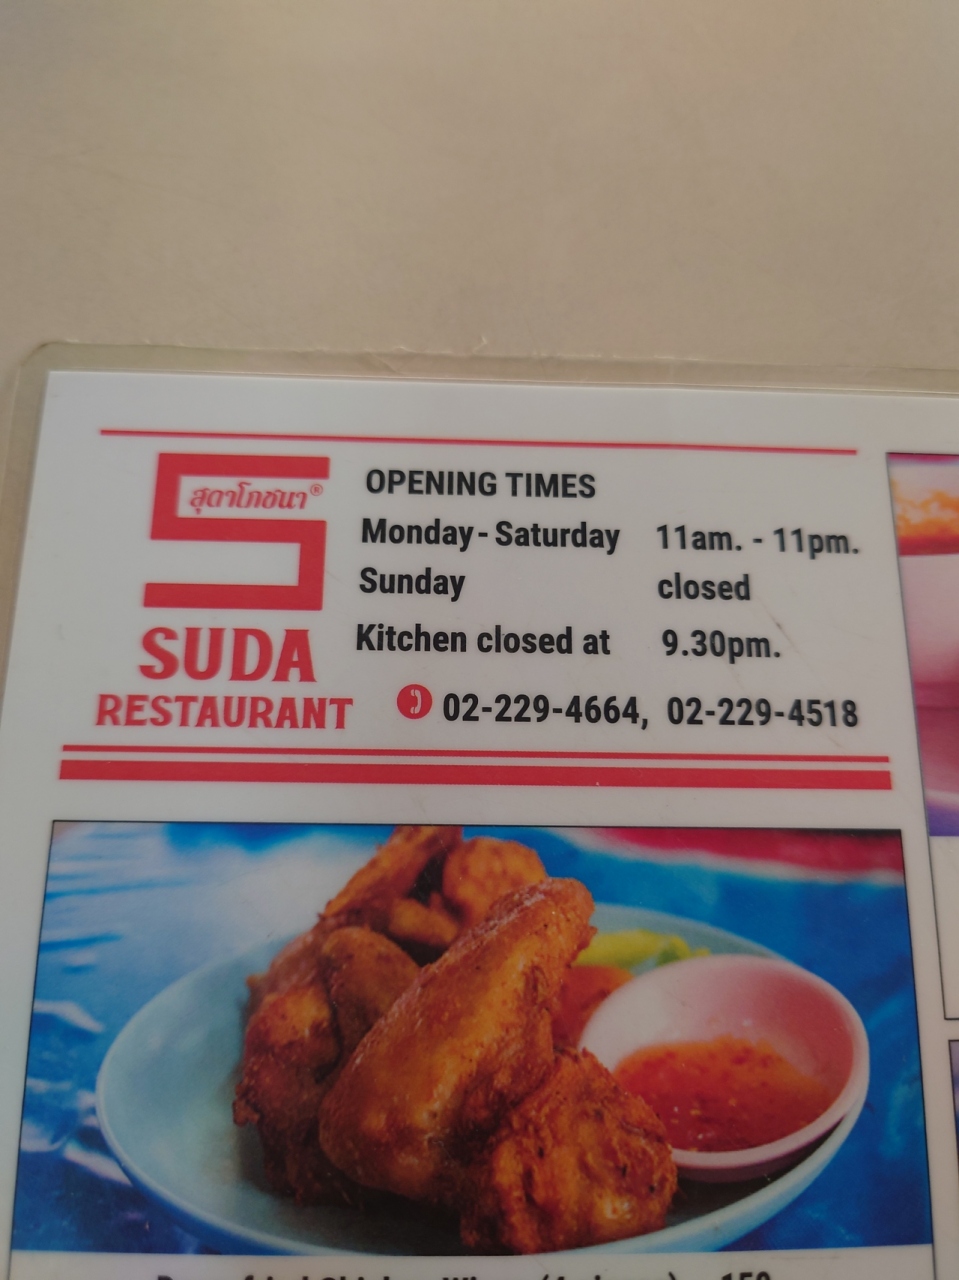 สุดาโภชนา®
SUDA
RESTAURANT
OPENING TIMES
Monday - Saturday 11am. - 11pm.
Sunday closed
Kitchen closed at 9.30pm.
02-229-4664, 02-229-4518